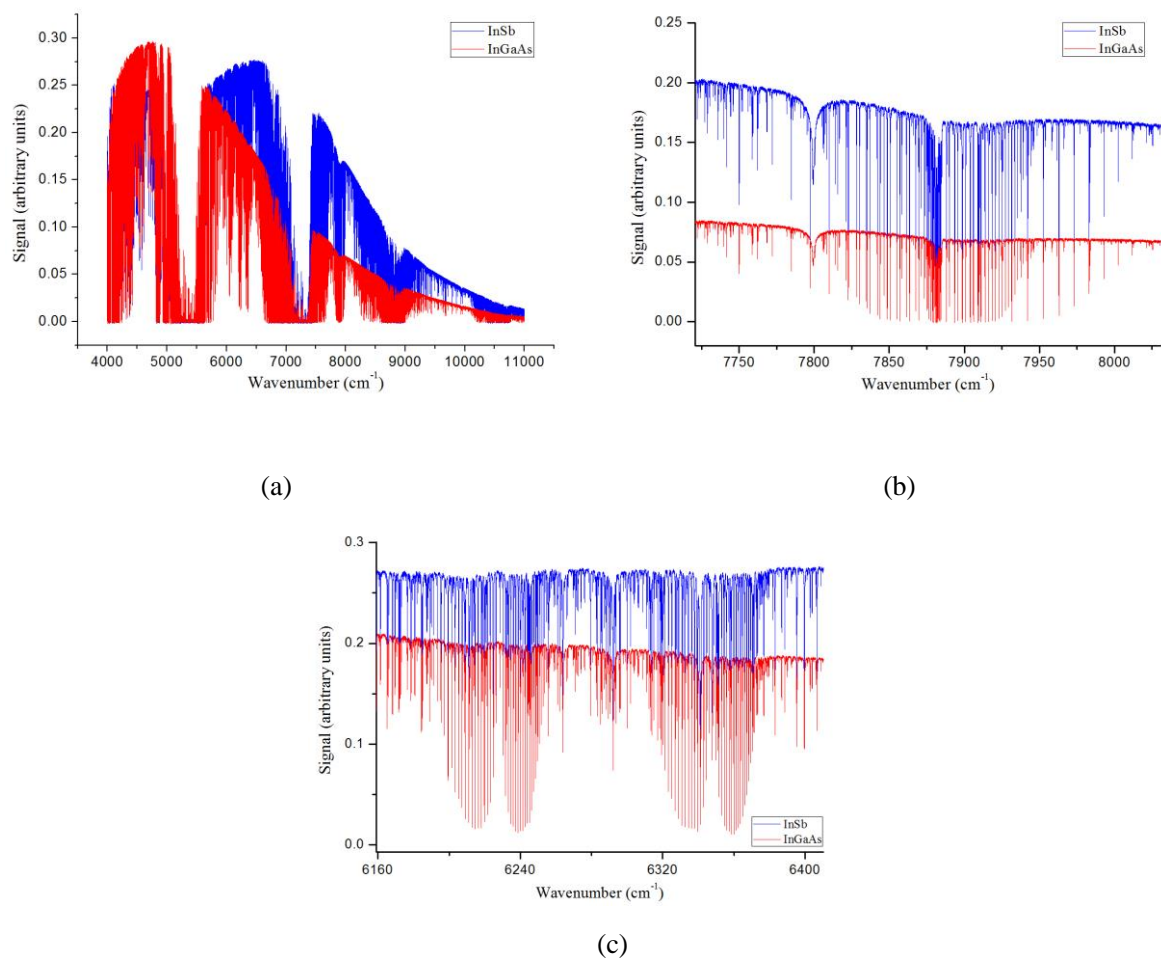 0.30
0.25
0.20
0.15
0.10
0.05
0.00
Signal (arbitrary units)
InSb
InGaAs
4000 5000 6000 7000 8000 9000 10000 11000
Wavenumber (cm⁻¹)
(a)
0.25
0.20
0.15
0.10
0.05
0.00
Signal (arbitrary units)
InSb
InGaAs
7750 7800 7850 7900 7950 8000
Wavenumber (cm⁻¹)
(b)
0.3
0.2
0.1
0.0
Signal (arbitrary units)
InSb
InGaAs
6160 6240 6320 6400
Wavenumber (cm⁻¹)
(c)